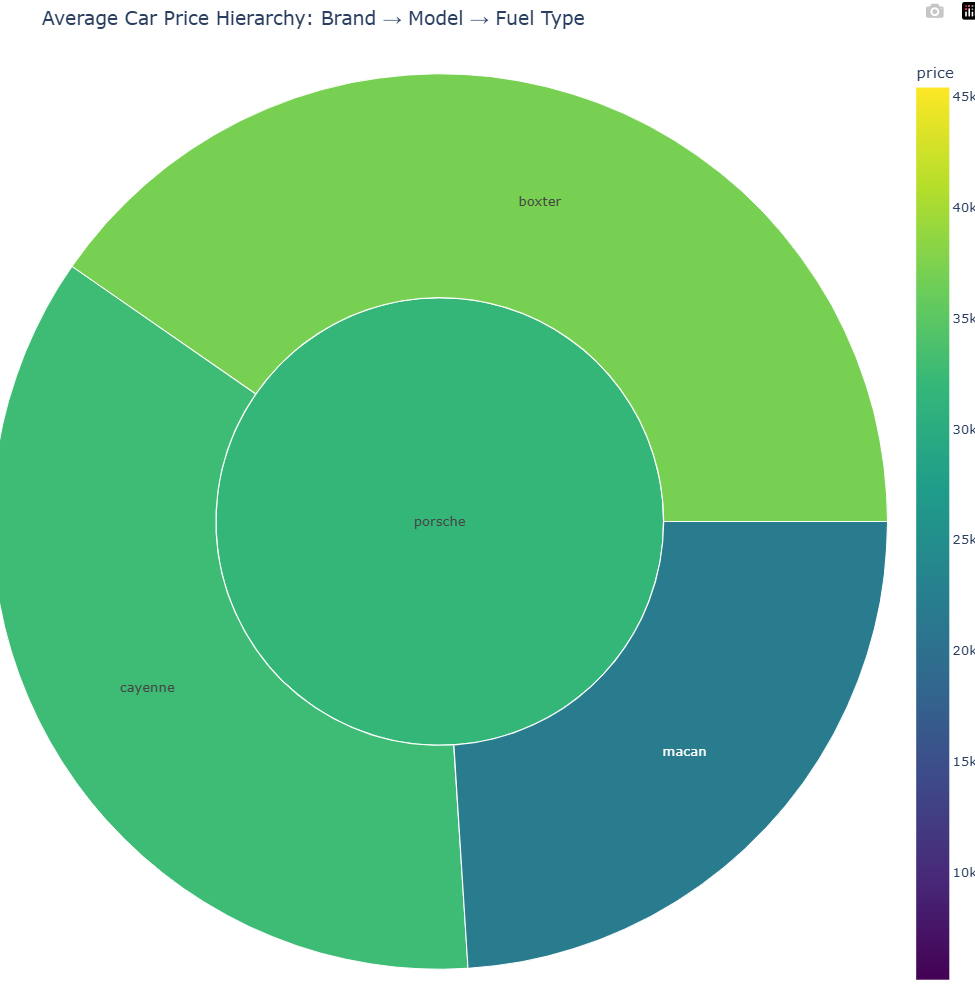 Average Car Price Hierarchy: Brand → Model → Fuel Type
price
45k
boxter
40k
35k
30k
porsche
25k
20k
cayenne
macan
15k
10k